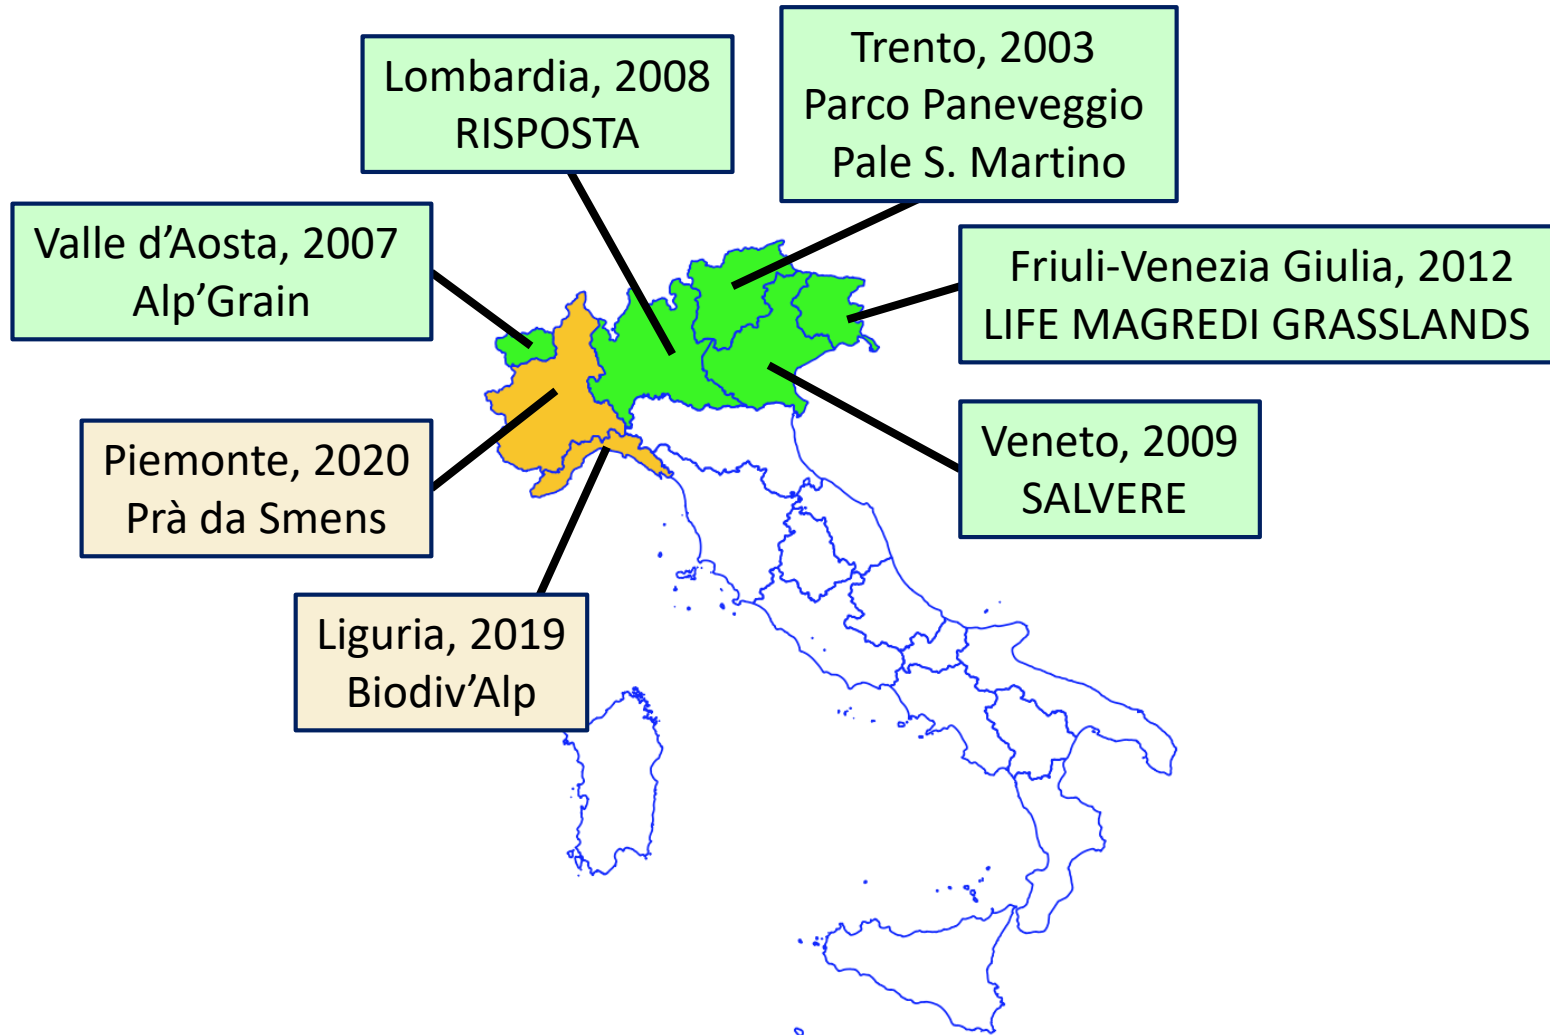 Lombardia, 2008
RISPOSTA
Trento, 2003
Parco Paneveggio
Pale S. Martino
Valle d’Aosta, 2007
Alp’Grain
Friuli-Venezia Giulia, 2012
LIFE MAGREDI GRASSLANDS
Piemonte, 2020
Prà da Smens
Veneto, 2009
SALVERE
Liguria, 2019
Biodiv’Alp